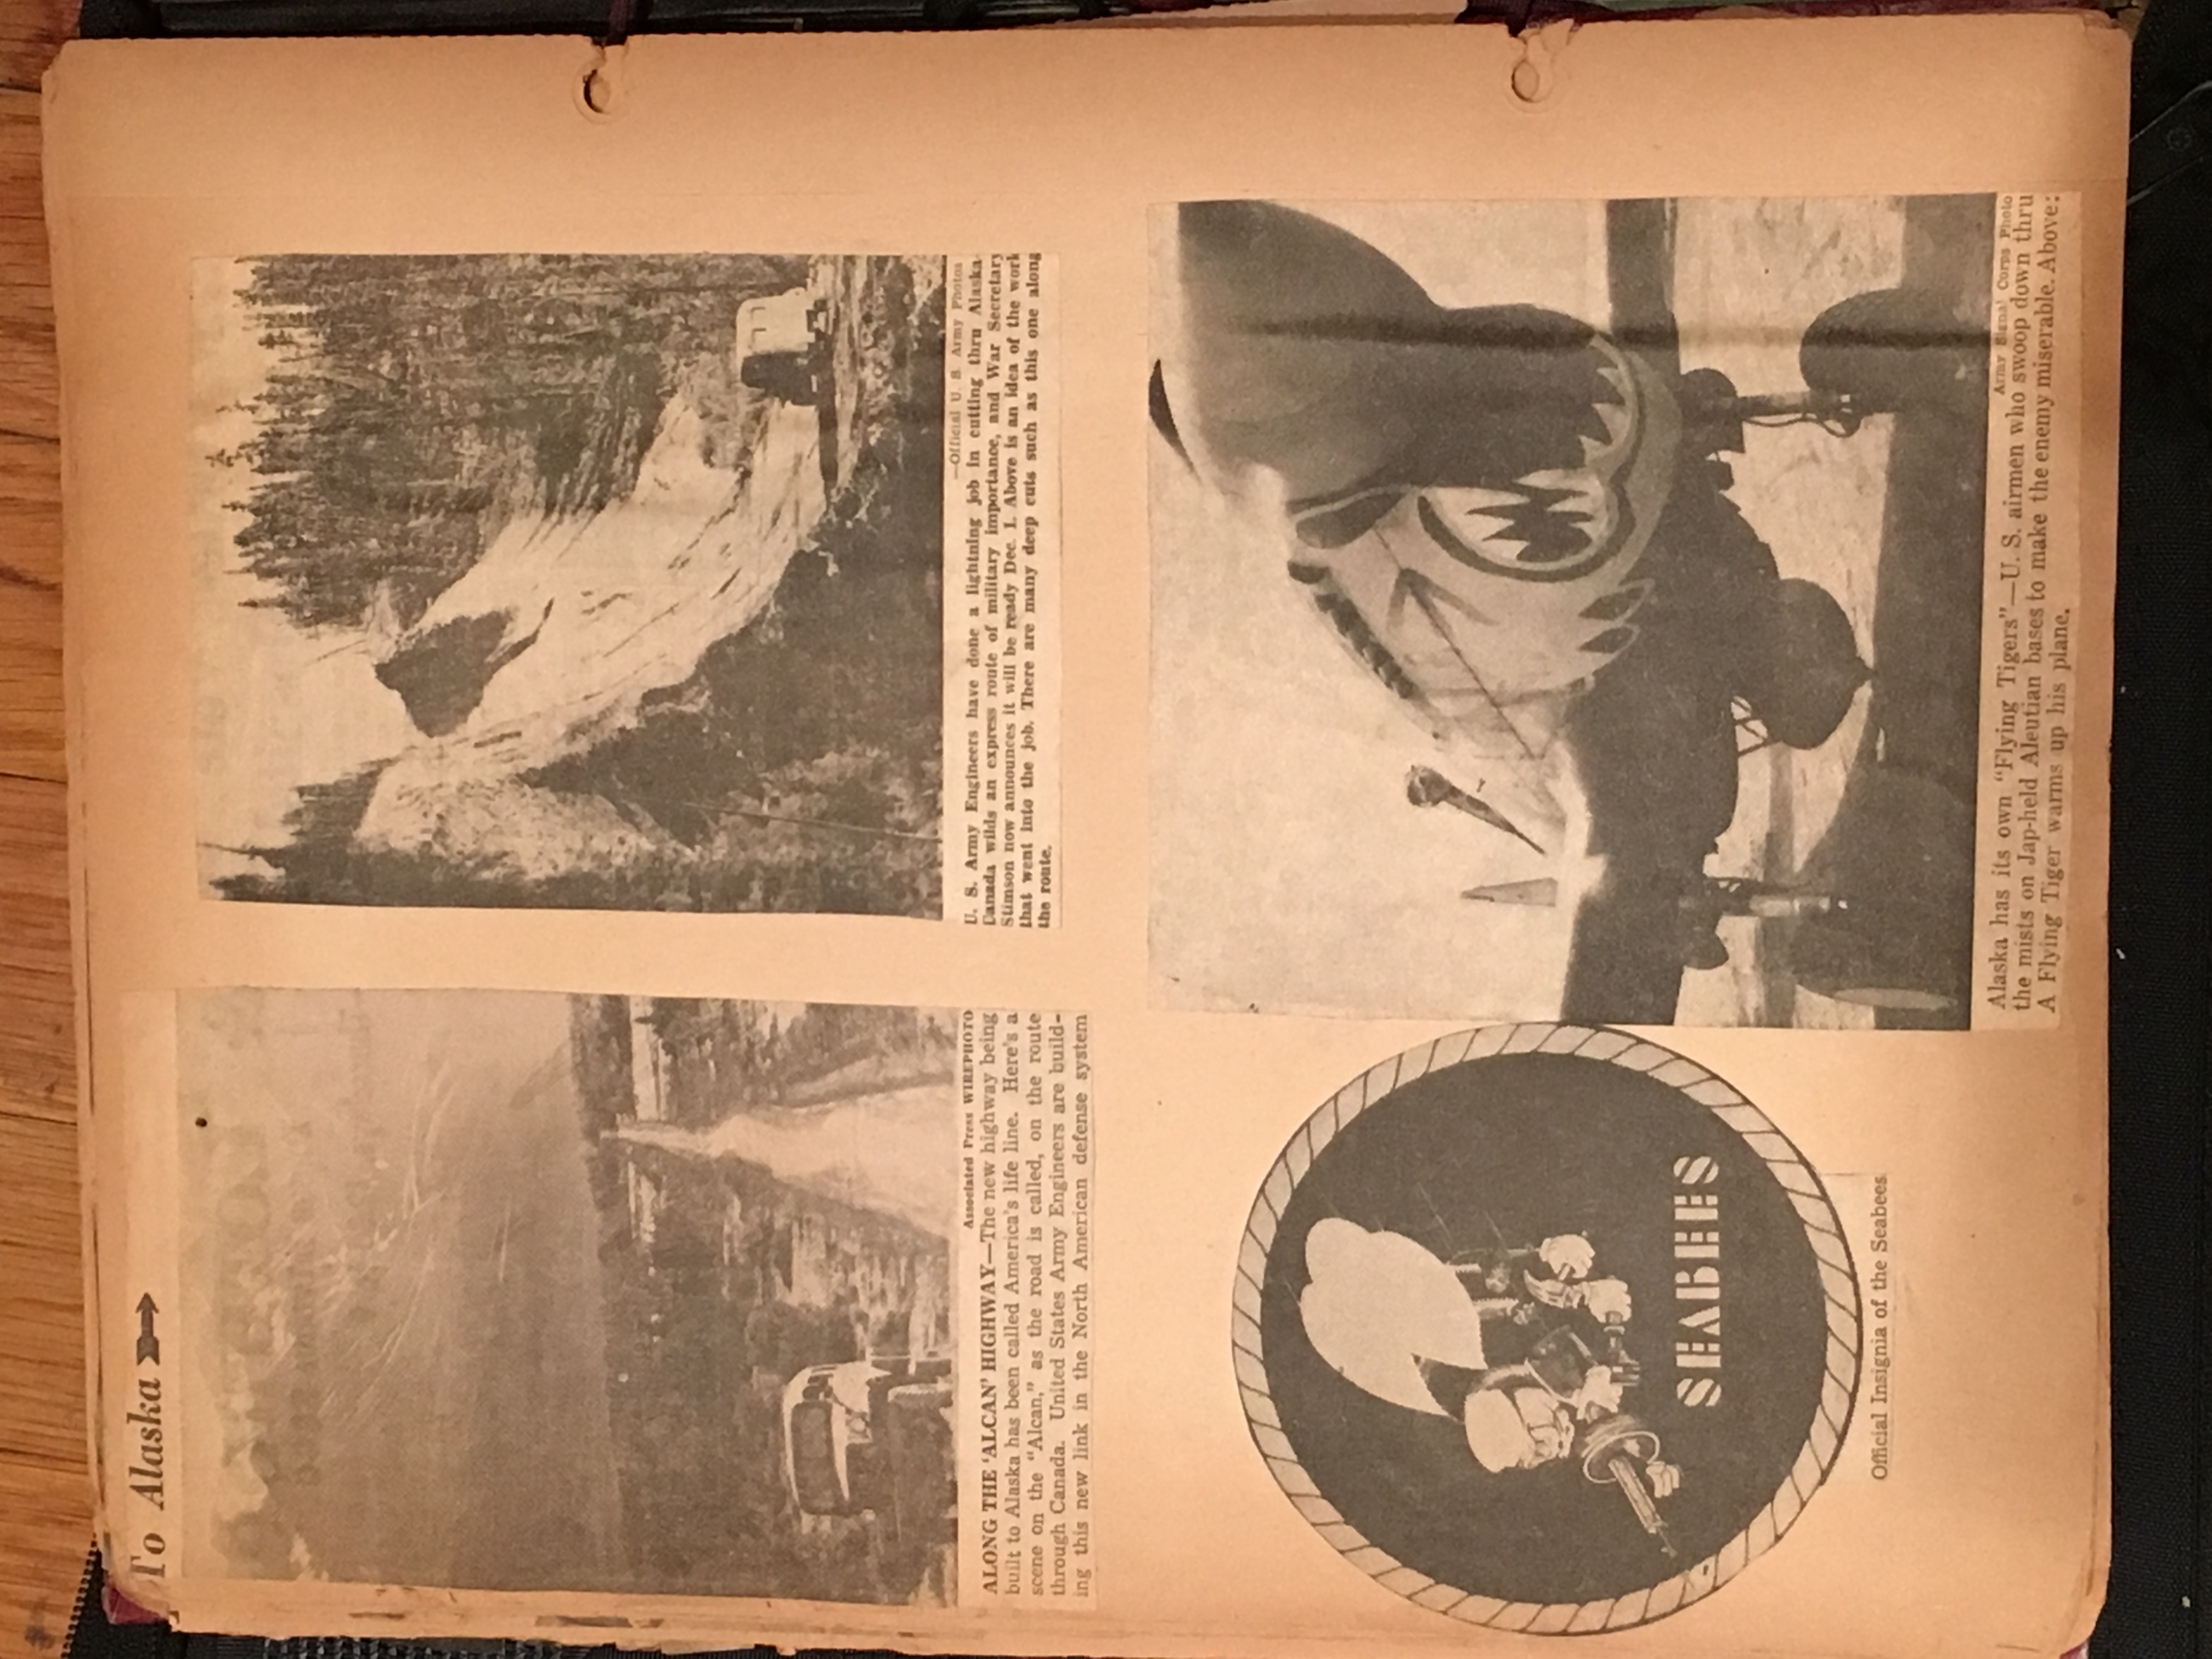 To Alaska
Associated Press WIREPHOTO
ALONG THE 'ALCAN' HIGHWAY—The new highway being
built to Alaska has been called America's life line. Here's a
scene on the "Alcan," as the road is called, on the route
through Canada. United States Army Engineers are build-
ing this new link in the North American defense system
—Official U. S. Army Photos
U. S. Army Engineers have done a lightning job in cutting thru Alaska-
Canada wilds an express route of military importance, and War Secretary
Stimson now announces it will be ready Dec. 1. Above is an idea of the work
that went into the job. There are many deep cuts such as this one along
the route.
SEABEES
Official Insignia of the Seabees
Army Signal Corps Photo
Alaska has its own "Flying Tigers"—U. S. airmen who swoop down thru
the mists on Jap-held Aleutian bases to make the enemy miserable. Above:
A Flying Tiger warms up his plane.